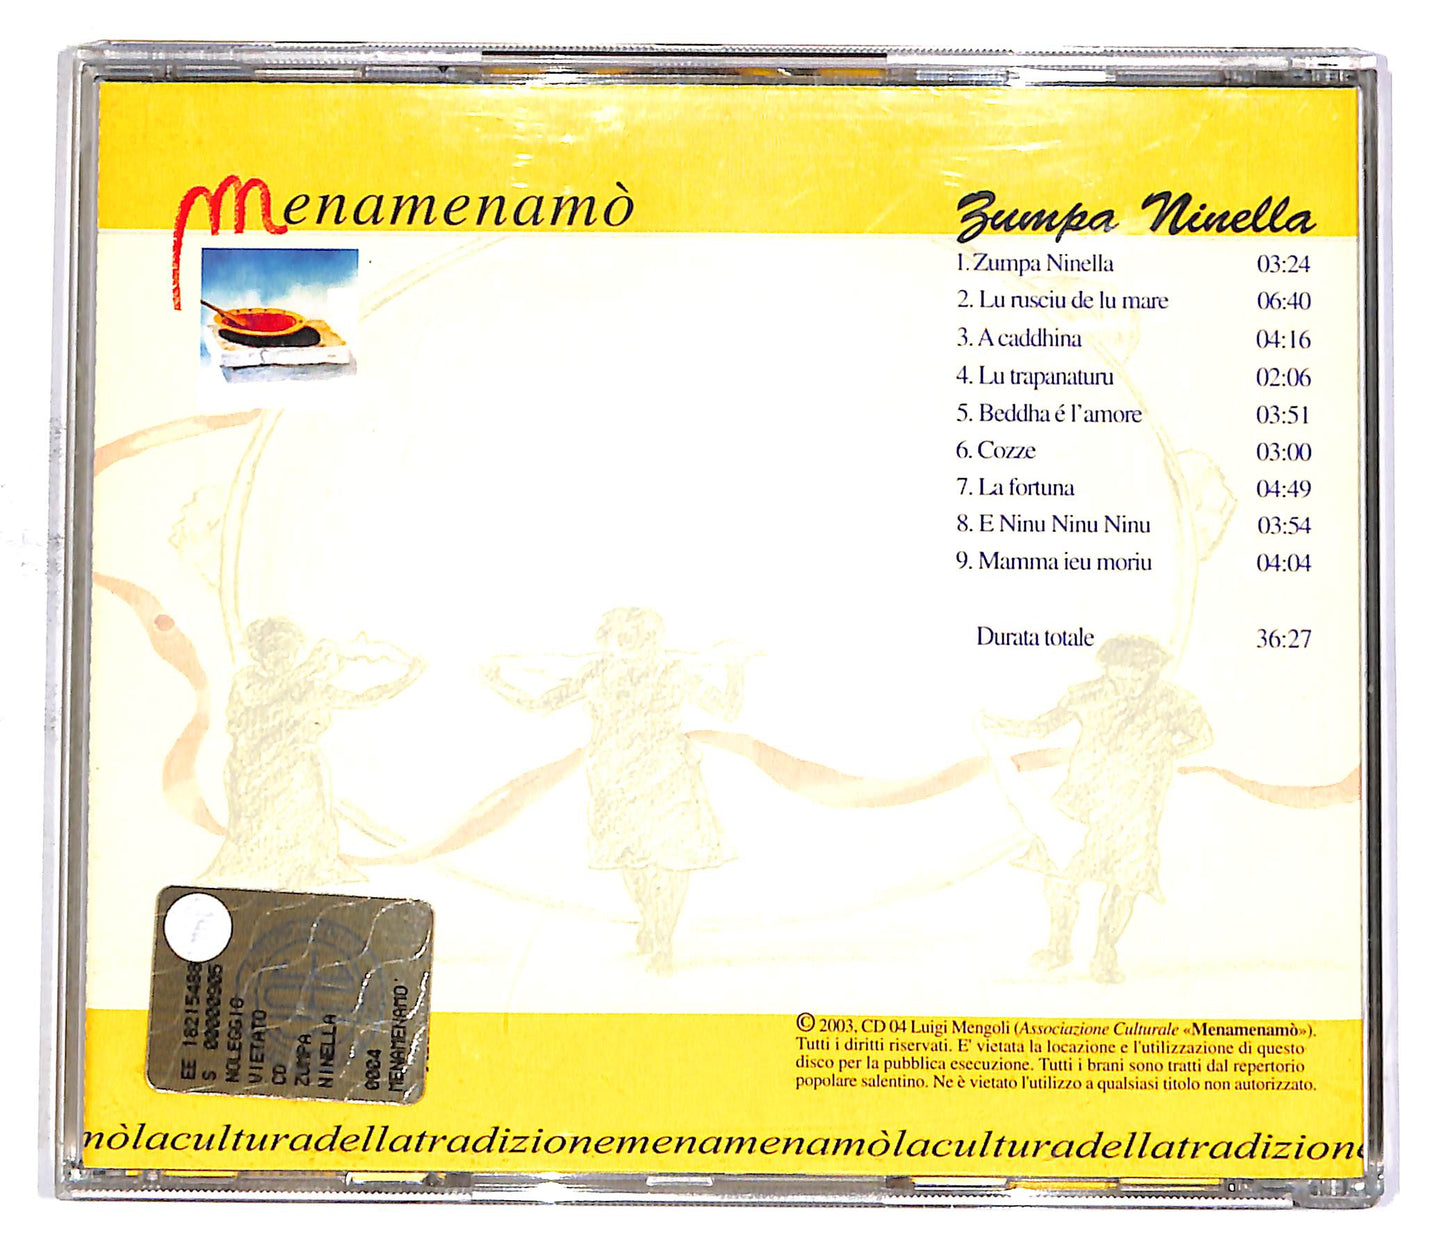 Menamenamò
Zumpa Ninella
1. Zumpa Ninella 03:24
2. Lu rusciu de lu mare 06:40
3. A caddhina 04:16
4. Lu trapanaturu 02:06
5. Beddha é l'amore 03:51
6. Cozze 03:00
7. La fortuna 04:49
8. E Ninu Ninu Ninu 03:54
9. Mamma ieu moriu 04:04
Durata totale 36:27
EE 18215488
S 00000905
NOLEGGIO
VIETATO
CD
ZUMPA
NINELLA
0004
MENAMENAMO'
© 2003, CD 04 Luigi Mengoli (Associazione Culturale «Menamenamò»).
Tutti i diritti riservati. E' vietata la locazione e l'utilizzazione di questo
disco per la pubblica esecuzione. Tutti i brani sono tratti dal repertorio
popolare salentino. Ne è vietato l'utilizzo a qualsiasi titolo non autorizzato.
mòlaculturadellatradizionemenamenamòlaculturadellatradizione